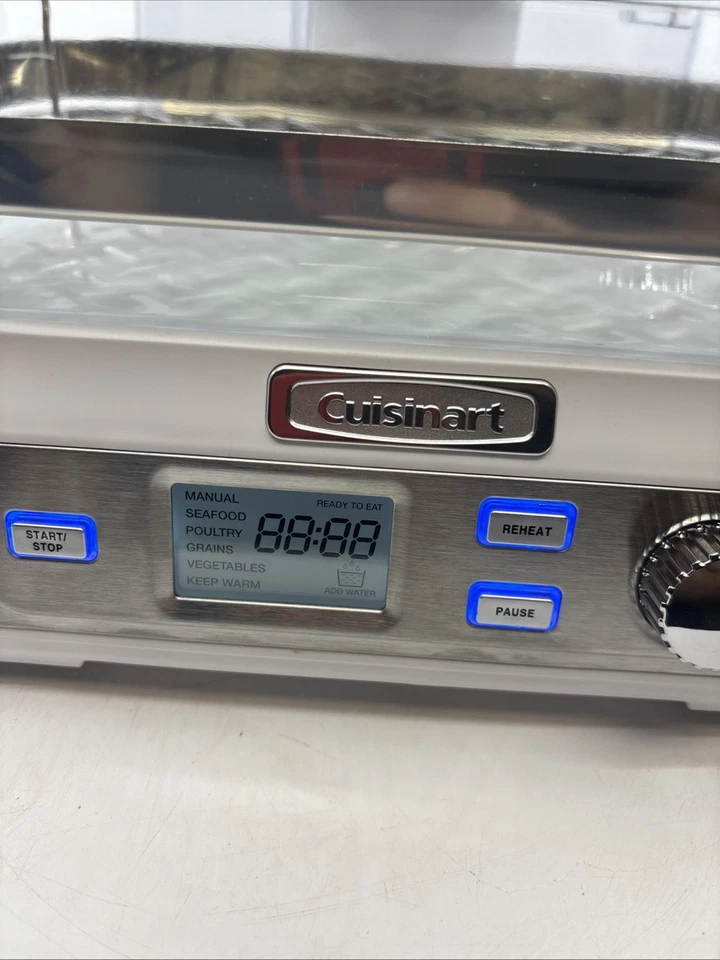 Cuisinart
START/
STOP
MANUAL
SEAFOOD
POULTRY
GRAINS
VEGETABLES
KEEP WARM
READY TO EAT
88:88
ADD WATER
REHEAT
PAUSE